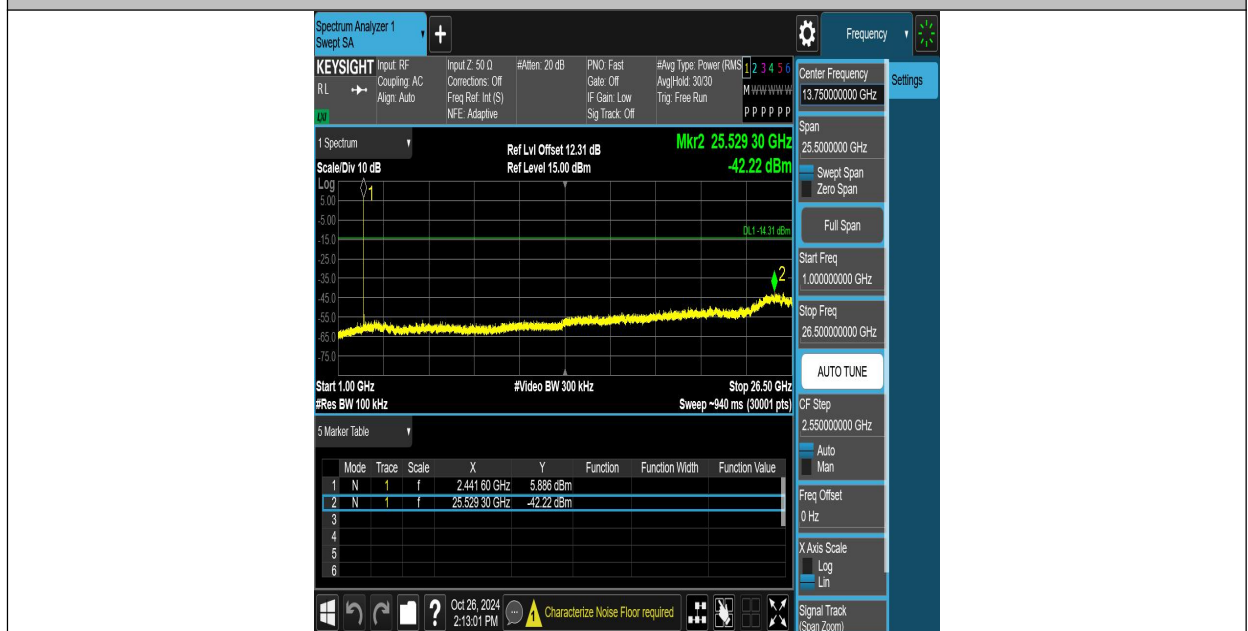 Spectrum Analyzer 1
Swept SA
+
Frequency
KEYSIGHT
RL
LXI
Input: RF
Coupling: AC
Align: Auto
Input Z: 50 Ω
Corrections: Off
Freq Ref: Int (S)
NFE: Adaptive
#Atten: 20 dB
PNO: Fast
Gate: Off
IF Gain: Low
Sig Track: Off
#Avg Type: Power (RMS
Avg|Hold: 30/30
Trig: Free Run
1 2 3 4 5 6
M W W W W W
P P P P P P
1 Spectrum
Scale/Div 10 dB
Ref Lvl Offset 12.31 dB
Ref Level 15.00 dBm
Mkr2 25.529 30 GHz
-42.22 dBm
Log
5.00
-5.00
-15.0
-25.0
-35.0
-45.0
-55.0
-65.0
-75.0
1
DL1 -14.31 dBm
2
Start 1.00 GHz
#Res BW 100 kHz
#Video BW 300 kHz
Stop 26.50 GHz
Sweep ~940 ms (30001 pts)
5 Marker Table
Mode Trace Scale X Y Function Function Width Function Value
1 N 1 f 2.441 60 GHz 5.886 dBm
2 N 1 f 25.529 30 GHz -42.22 dBm
3
4
5
6
?
Oct 26, 2024
2:13:01 PM
Characterize Noise Floor required
Center Frequency
13.750000000 GHz
Settings
Span
25.5000000 GHz
Swept Span
Zero Span
Full Span
Start Freq
1.000000000 GHz
Stop Freq
26.500000000 GHz
AUTO TUNE
CF Step
2.550000000 GHz
Auto
Man
Freq Offset
0 Hz
X Axis Scale
Log
Lin
Signal Track
(Span Zoom)